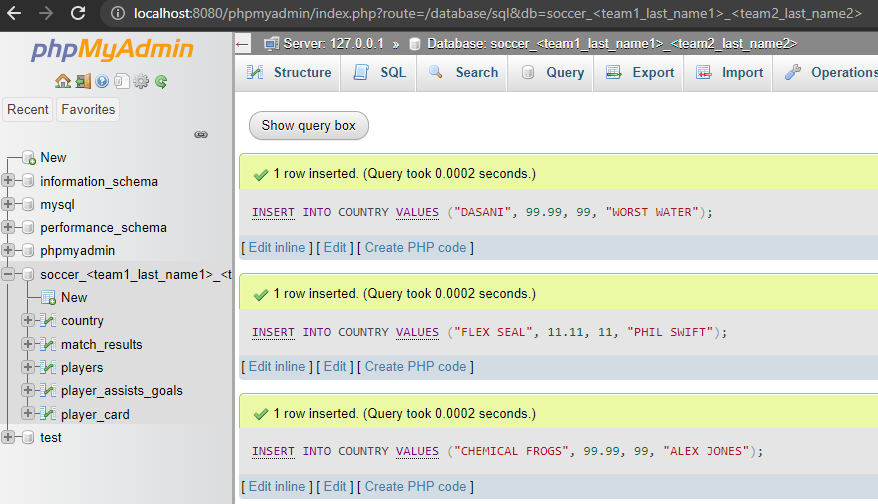 localhost:8080/phpmyadmin/index.php?route=/database/sql&db=soccer_<team1_last_name1>_<team2_last_name2>
phpMyAdmin
Recent Favorites
New
information_schema
mysql
performance_schema
phpmyadmin
soccer_<team1_last_name1>_<t
New
country
match_results
players
player_assists_goals
player_card
test
Server: 127.0.0.1 » Database: soccer_<team1_last_name1>_<team2_last_name2>
Structure SQL Search Query Export Import Operations
Show query box
1 row inserted. (Query took 0.0002 seconds.)
INSERT INTO COUNTRY VALUES ("DASANI", 99.99, 99, "WORST WATER");
[ Edit inline ] [ Edit ] [ Create PHP code ]
1 row inserted. (Query took 0.0002 seconds.)
INSERT INTO COUNTRY VALUES ("FLEX SEAL", 11.11, 11, "PHIL SWIFT");
[ Edit inline ] [ Edit ] [ Create PHP code ]
1 row inserted. (Query took 0.0002 seconds.)
INSERT INTO COUNTRY VALUES ("CHEMICAL FROGS", 99.99, 99, "ALEX JONES");
[ Edit inline ] [ Edit ] [ Create PHP code ]